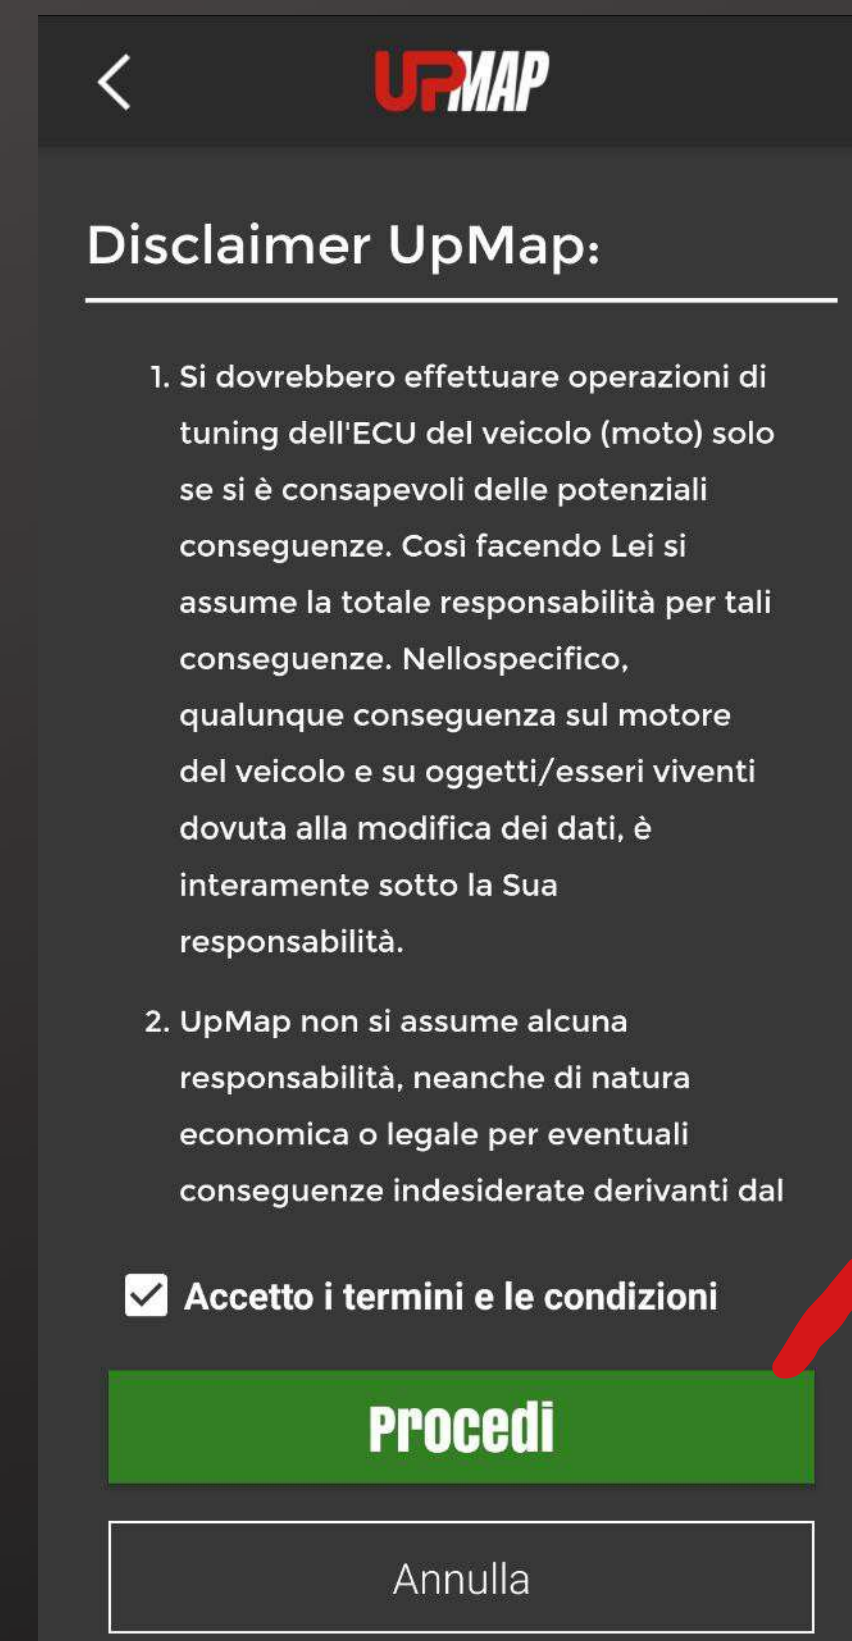 UPMAP
Disclaimer UpMap:
1. Si dovrebbero effettuare operazioni di
tuning dell'ECU del veicolo (moto) solo
se si è consapevoli delle potenziali
conseguenze. Così facendo Lei si
assume la totale responsabilità per tali
conseguenze. Nellospecifico,
qualunque conseguenza sul motore
del veicolo e su oggetti/esseri viventi
dovuta alla modifica dei dati, è
interamente sotto la Sua
responsabilità.
2. UpMap non si assume alcuna
responsabilità, neanche di natura
economica o legale per eventuali
conseguenze indesiderate derivanti dal
Accetto i termini e le condizioni
Procedi
Annulla